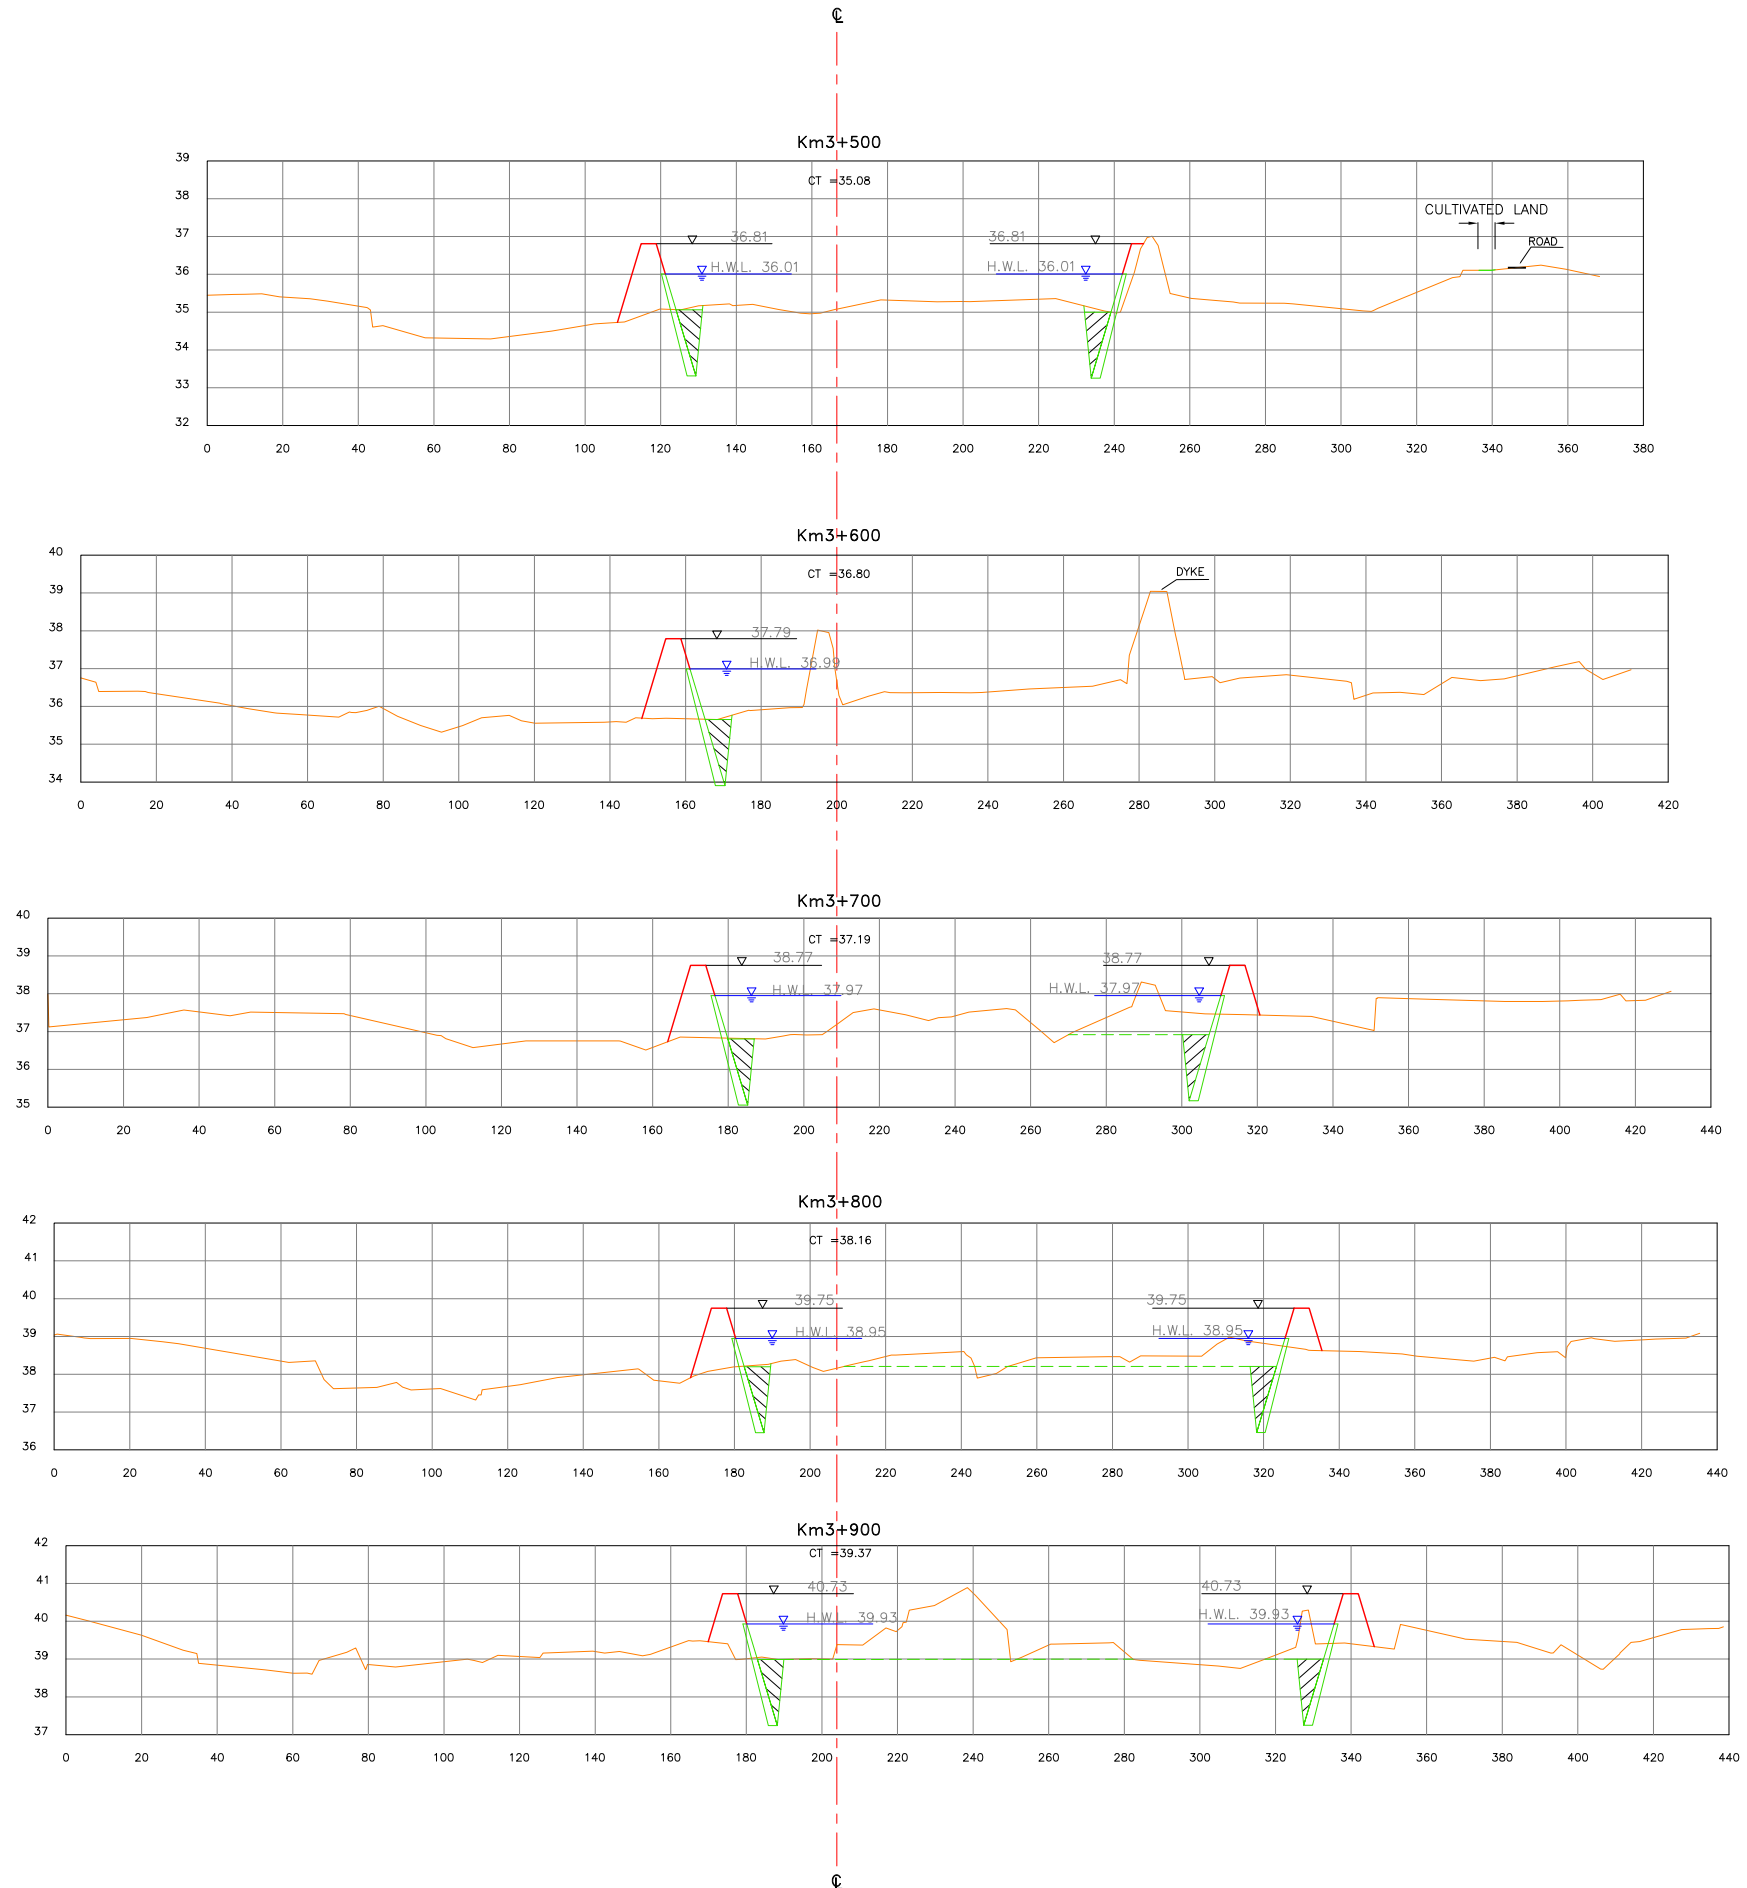 ℄
Km3+500
CT =35.08
39
38
37
36
35
34
33
32
36.81
H.W.L. 36.01
36.81
H.W.L. 36.01
CULTIVATED LAND
ROAD
0 20 40 60 80 100 120 140 160 180 200 220 240 260 280 300 320 340 360 380
Km3+600
CT =36.80
40
39
38
37
36
35
34
37.79
H.W.L. 36.99
DYKE
0 20 40 60 80 100 120 140 160 180 200 220 240 260 280 300 320 340 360 380 400 420
Km3+700
CT =37.19
40
39
38
37
36
35
38.77
H.W.L. 37.97
38.77
H.W.L. 37.97
0 20 40 60 80 100 120 140 160 180 200 220 240 260 280 300 320 340 360 380 400 420 440
Km3+800
CT =38.16
42
41
40
39
38
37
36
39.75
H.W.L. 38.95
39.75
H.W.L. 38.95
0 20 40 60 80 100 120 140 160 180 200 220 240 260 280 300 320 340 360 380 400 420 440
Km3+900
CT =39.37
42
41
40
39
38
37
40.73
H.W.L. 39.93
40.73
H.W.L. 39.93
0 20 40 60 80 100 120 140 160 180 200 220 240 260 280 300 320 340 360 380 400 420 440
℄